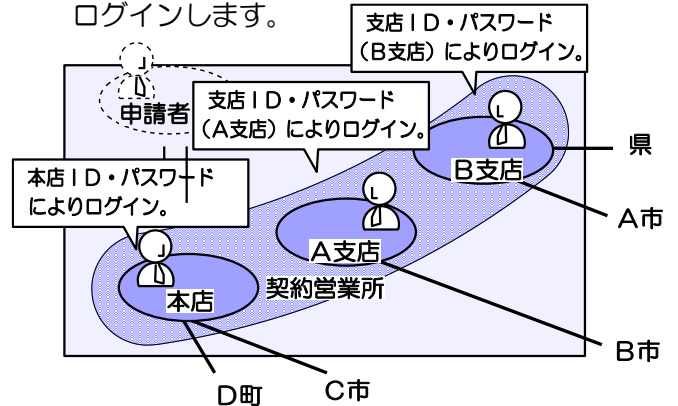 ログインします。
支店ＩＤ・パスワード
（Ｂ支店）によりログイン。
申請者
支店ＩＤ・パスワード
（Ａ支店）によりログイン。
県
Ｂ支店
本店ＩＤ・パスワード
によりログイン。
Ａ市
Ａ支店
契約営業所
本店
Ｂ市
Ｄ町
Ｃ市